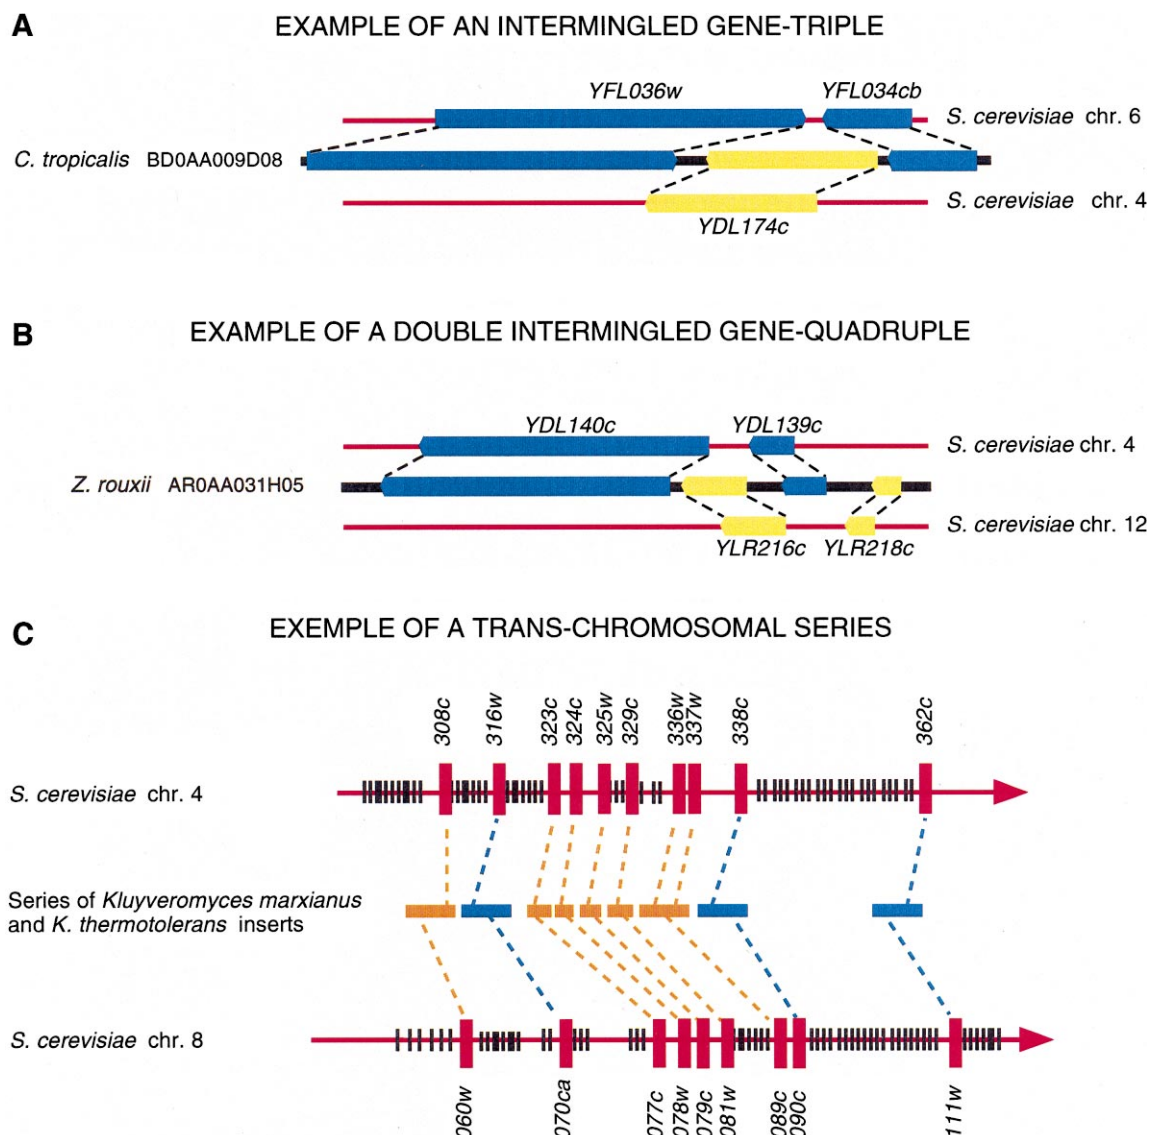 A
EXAMPLE OF AN INTERMINGLED GENE-TRIPLE
YFL036w
YFL034cb
S. cerevisiae chr. 6
C. tropicalis BD0AA009D08
S. cerevisiae chr. 4
YDL174c
B
EXAMPLE OF A DOUBLE INTERMINGLED GENE-QUADRUPLE
YDL140c
YDL139c
S. cerevisiae chr. 4
Z. rouxii AR0AA031H05
S. cerevisiae chr. 12
YLR216c
YLR218c
C
EXEMPLE OF A TRANS-CHROMOSOMAL SERIES
308c
316w
323c
324c
325w
329c
336w
337w
338c
362c
S. cerevisiae chr. 4
Series of Kluyveromyces marxianus
and K. thermotolerans inserts
S. cerevisiae chr. 8
060w
070ca
077c
078w
079c
081w
089c
090c
111w